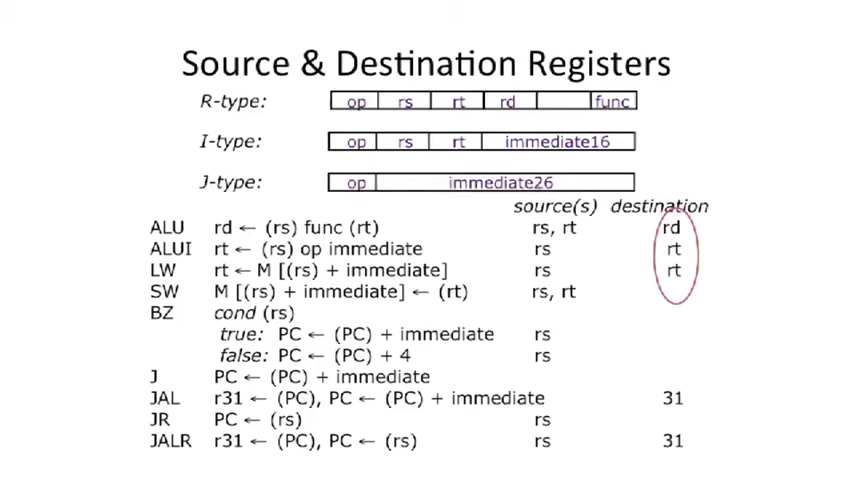 Source & Destination Registers
R-type: op rs rt rd func
I-type: op rs rt immediate16
J-type: op immediate26
source(s) destination
ALU rd ← (rs) func (rt) rs, rt rd
ALUI rt ← (rs) op immediate rs rt
LW rt ← M [(rs) + immediate] rs rt
SW M [(rs) + immediate] ← (rt) rs, rt
BZ cond (rs)
true: PC ← (PC) + immediate rs
false: PC ← (PC) + 4 rs
J PC ← (PC) + immediate
JAL r31 ← (PC), PC ← (PC) + immediate 31
JR PC ← (rs) rs
JALR r31 ← (PC), PC ← (rs) rs 31